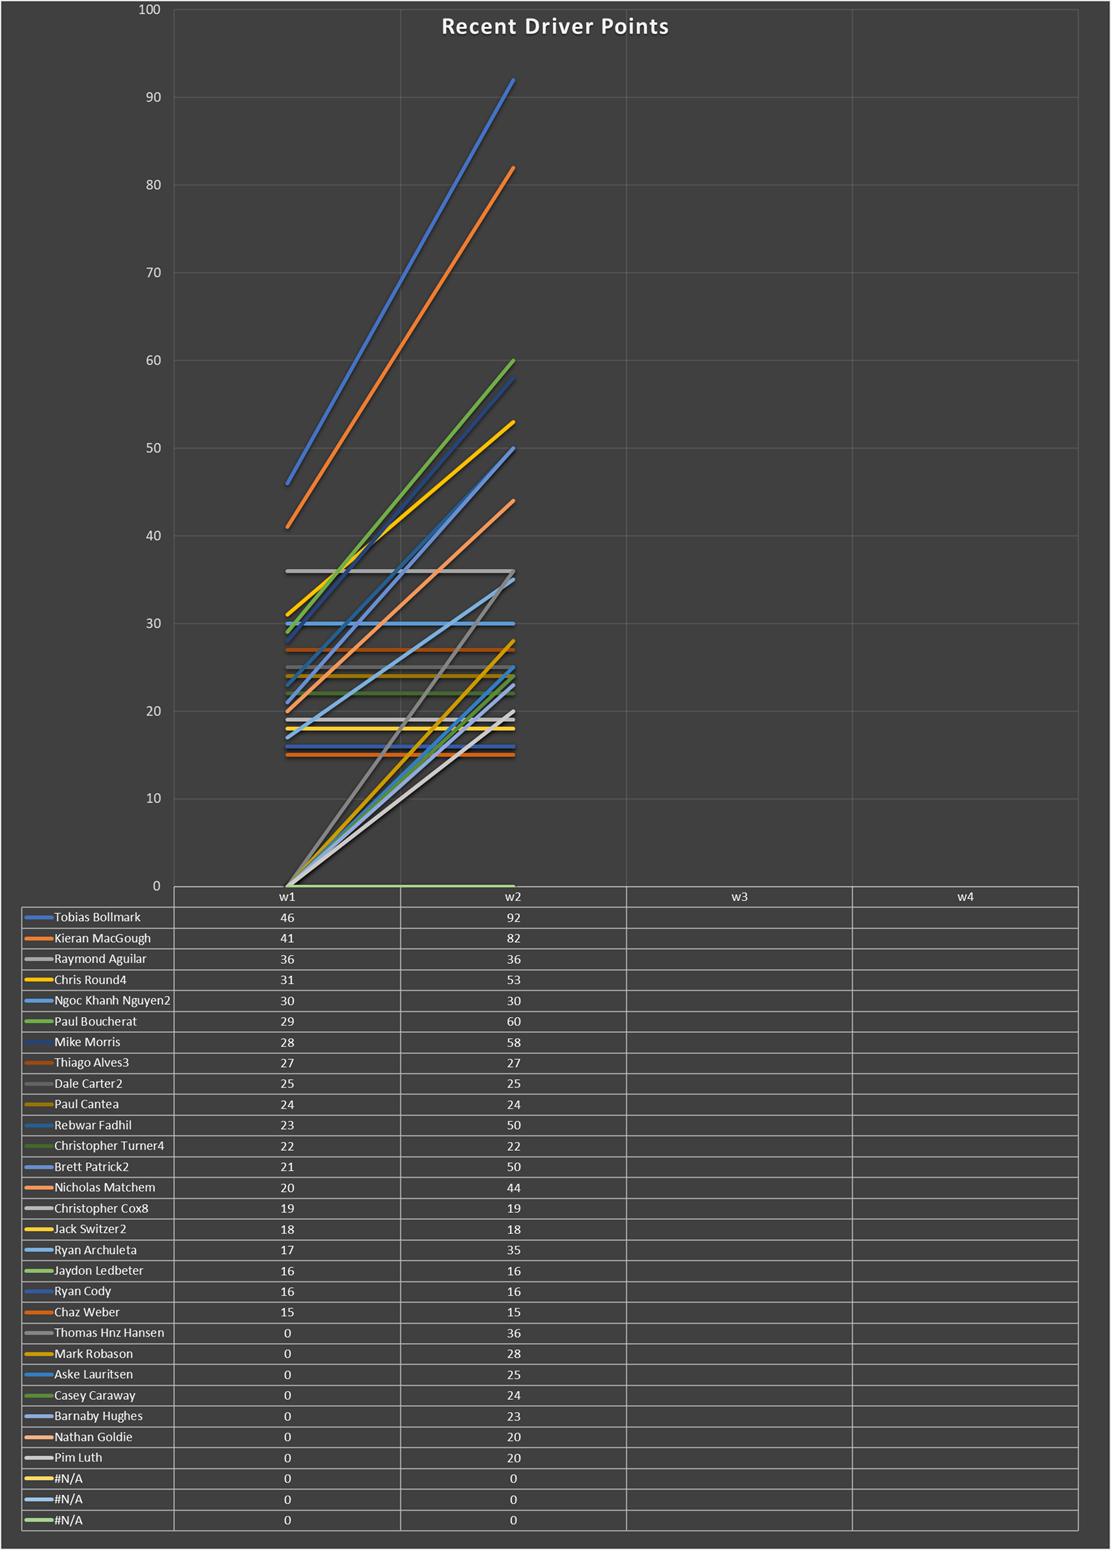 Recent Driver Points
100
90
80
70
60
50
40
30
20
10
0
w1 w2 w3 w4
Tobias Bollmark 46 92
Kieran MacGough 41 82
Raymond Aguilar 36 36
Chris Round4 31 53
Ngoc Khanh Nguyen2 30 30
Paul Boucherat 29 60
Mike Morris 28 58
Thiago Alves3 27 27
Dale Carter2 25 25
Paul Cantea 24 24
Rebwar Fadhil 23 50
Christopher Turner4 22 22
Brett Patrick2 21 50
Nicholas Matchem 20 44
Christopher Cox8 19 19
Jack Switzer2 18 18
Ryan Archuleta 17 35
Jaydon Ledbeter 16 16
Ryan Cody 16 16
Chaz Weber 15 15
Thomas Hnz Hansen 0 36
Mark Robason 0 28
Aske Lauritsen 0 25
Casey Caraway 0 24
Barnaby Hughes 0 23
Nathan Goldie 0 20
Pim Luth 0 20
#N/A 0 0
#N/A 0 0
#N/A 0 0